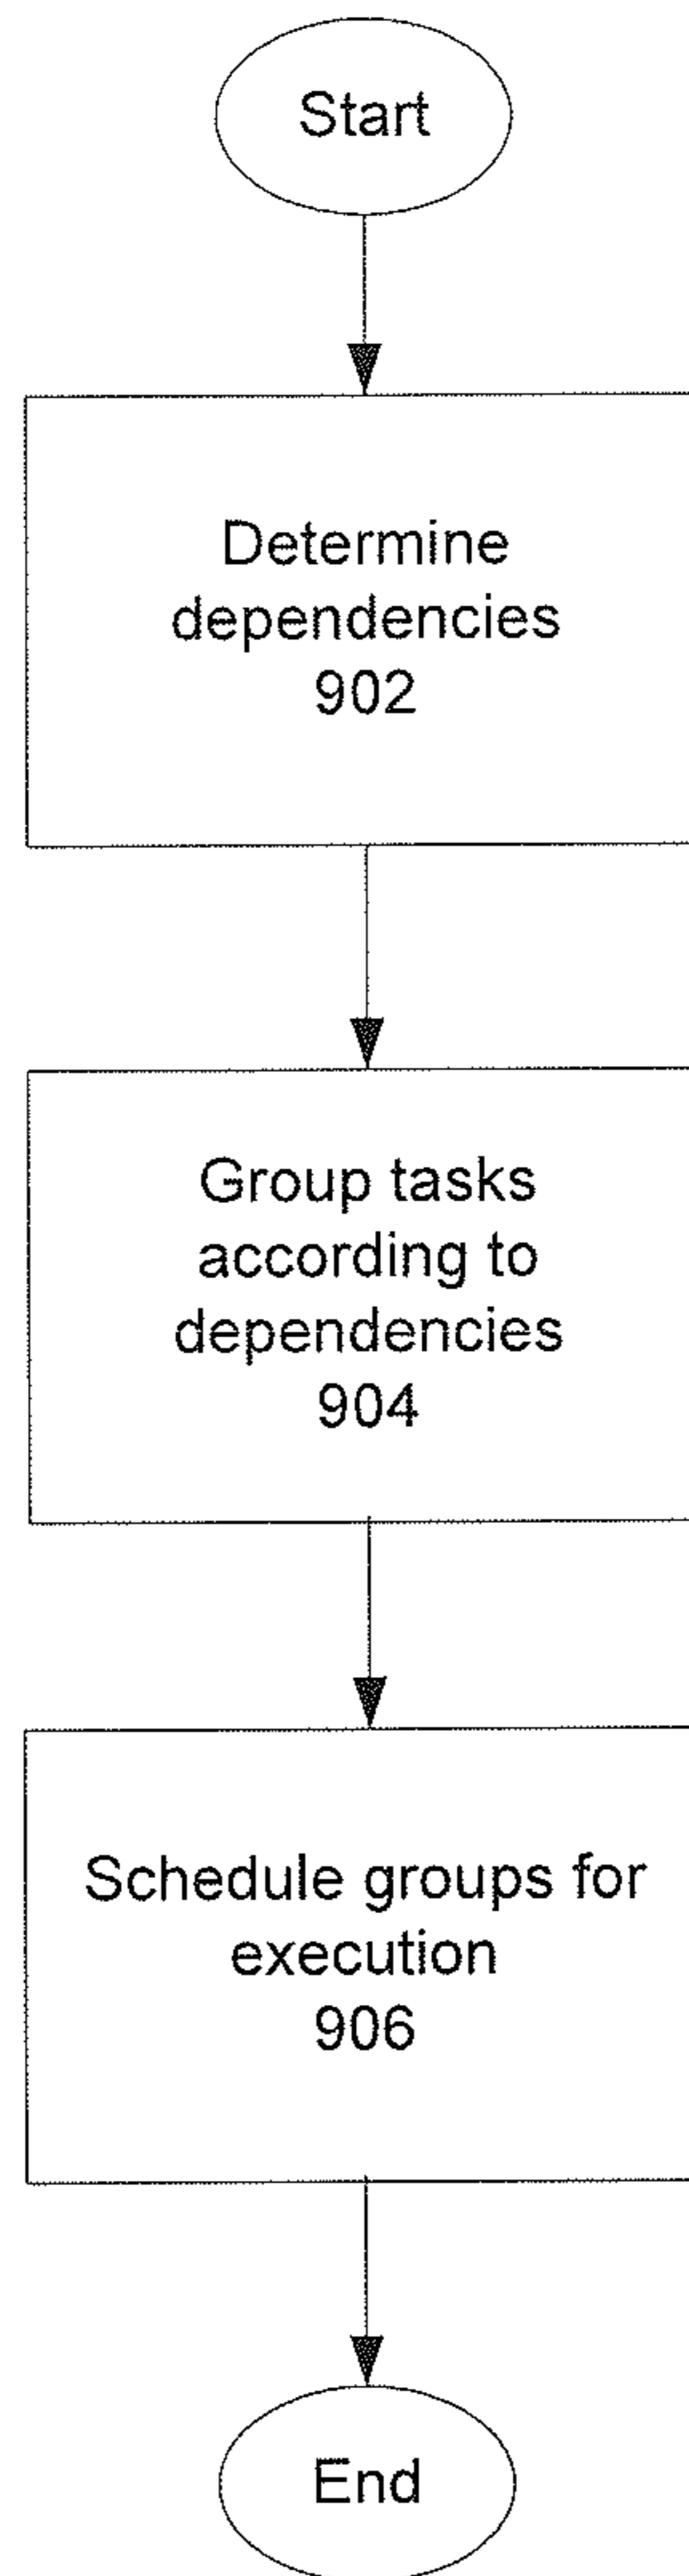 Start
Determine
dependencies
902
Group tasks
according to
dependencies
904
Schedule groups for
execution
906
End